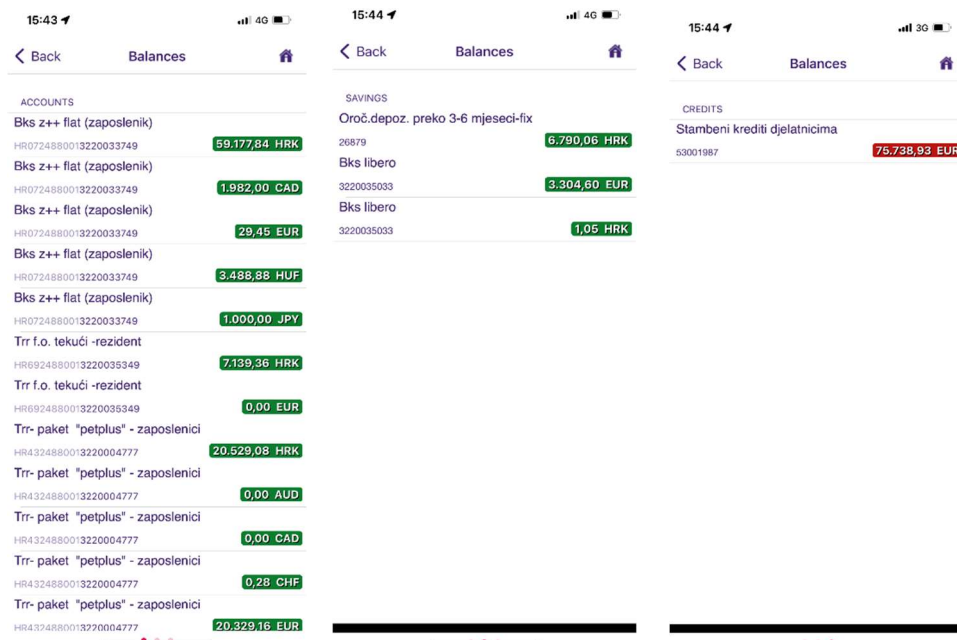 15:43
4G
Back
Balances
ACCOUNTS
Bks z++ flat (zaposlenik)
HR0724880013220033749
59.177,84 HRK
Bks z++ flat (zaposlenik)
HR0724880013220033749
1.982,00 CAD
Bks z++ flat (zaposlenik)
HR0724880013220033749
29,45 EUR
Bks z++ flat (zaposlenik)
HR0724880013220033749
3.488,88 HUF
Bks z++ flat (zaposlenik)
HR0724880013220033749
1.000,00 JPY
Trr f.o. tekući -rezident
HR6924880013220035349
7.139,36 HRK
Trr f.o. tekući -rezident
HR6924880013220035349
0,00 EUR
Trr- paket "petplus" - zaposlenici
HR4324880013220004777
20.529,08 HRK
Trr- paket "petplus" - zaposlenici
HR4324880013220004777
0,00 AUD
Trr- paket "petplus" - zaposlenici
HR4324880013220004777
0,00 CAD
Trr- paket "petplus" - zaposlenici
HR4324880013220004777
0,28 CHF
Trr- paket "petplus" - zaposlenici
HR4324880013220004777
20.329,16 EUR
15:44
4G
Back
Balances
SAVINGS
Oroč.depoz. preko 3-6 mjeseci-fix
26879
6.790,06 HRK
Bks libero
3220035033
3.304,60 EUR
Bks libero
3220035033
1,05 HRK
15:44
3G
Back
Balances
CREDITS
Stambeni krediti djelatnicima
53001987
75.738,93 EUR